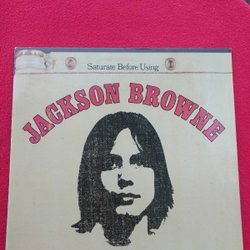 Saturate Before Using
JACKSON BROWNE